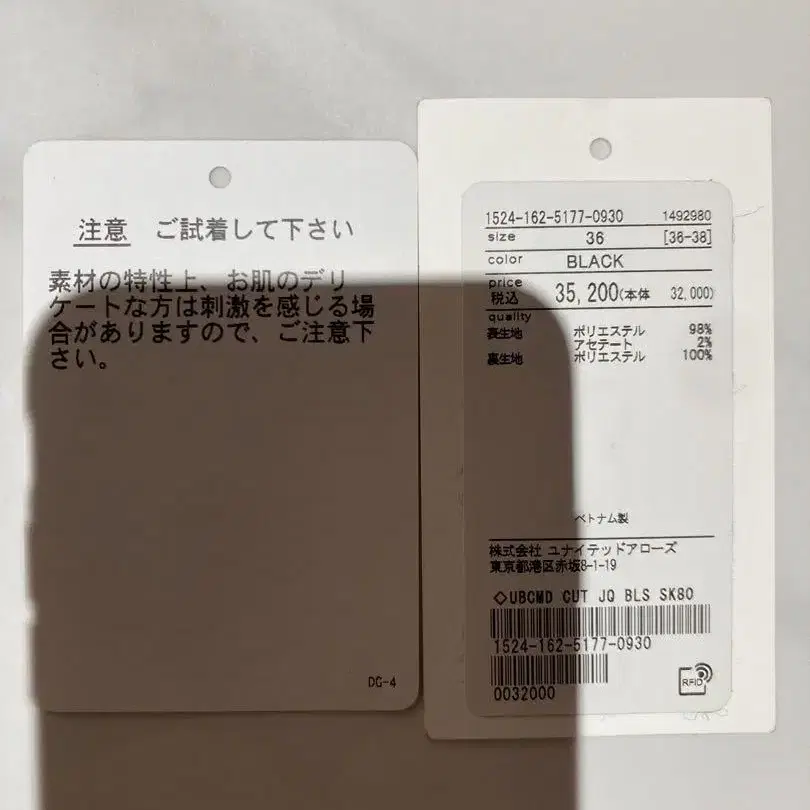 注意 ご試着して下さい
素材の特性上、お肌のデリ
ケートな方は刺激を感じる場
合がありますので、ご注意下
さい。
DG-4
1524-162-5177-0930 1492980
size 36 [36-38]
color BLACK
price
税込 35,200(本体 32,000)
quality
表生地 ポリエステル 98%
アセテート 2%
裏生地 ポリエステル 100%
ベトナム製
株式会社 ユナイテッドアローズ
東京都港区赤坂8-1-19
◇UBCMD CUT JQ BLS SK80
1524-162-5177-0930
0032000
RFID